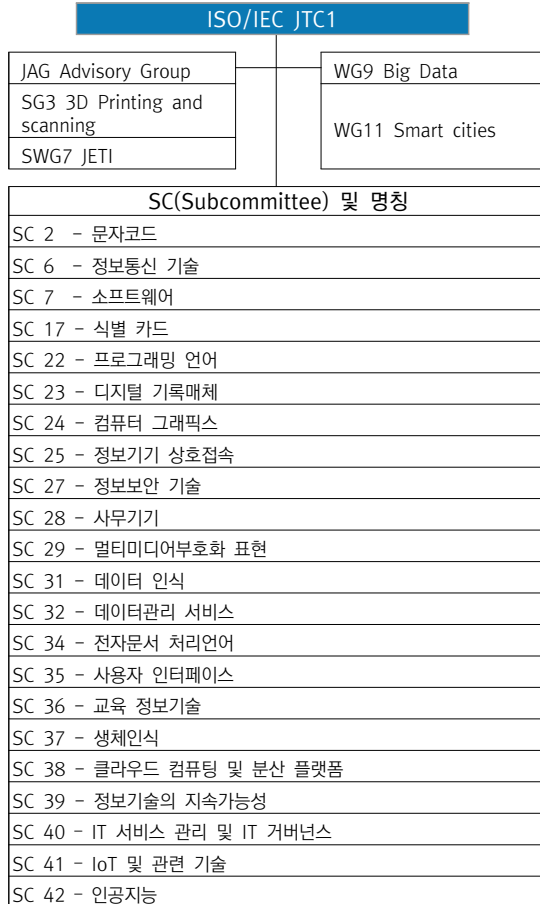 ISO/IEC JTC1
JAG Advisory Group
SG3 3D Printing and
scanning
SWG7 JETI
WG9 Big Data
WG11 Smart cities
SC(Subcommittee) 및 명칭
SC 2 - 문자코드
SC 6 - 정보통신 기술
SC 7 - 소프트웨어
SC 17 - 식별 카드
SC 22 - 프로그래밍 언어
SC 23 - 디지털 기록매체
SC 24 - 컴퓨터 그래픽스
SC 25 - 정보기기 상호접속
SC 27 - 정보보안 기술
SC 28 - 사무기기
SC 29 - 멀티미디어부호화 표현
SC 31 - 데이터 인식
SC 32 - 데이터관리 서비스
SC 34 - 전자문서 처리언어
SC 35 - 사용자 인터페이스
SC 36 - 교육 정보기술
SC 37 - 생체인식
SC 38 - 클라우드 컴퓨팅 및 분산 플랫폼
SC 39 - 정보기술의 지속가능성
SC 40 - IT 서비스 관리 및 IT 거버넌스
SC 41 - IoT 및 관련 기술
SC 42 - 인공지능